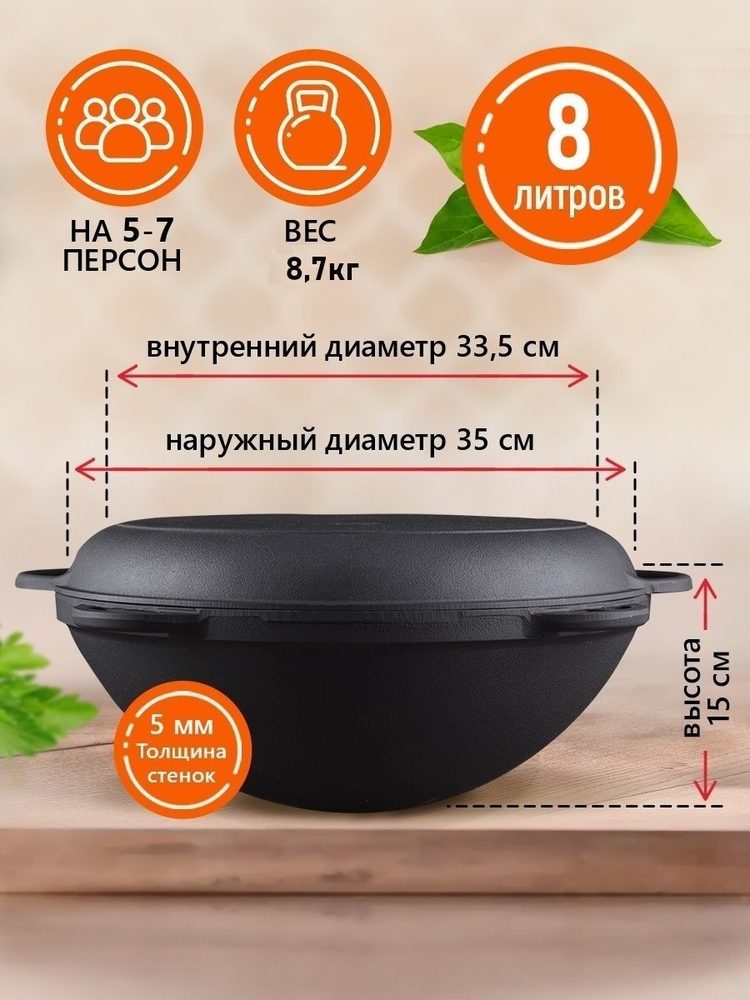 НА 5-7
ПЕРСОН
ВЕС
8,7кг
8
ЛИТРОВ
внутренний диаметр 33,5 см
наружный диаметр 35 см
высота
15 см
5 мм
Толщина
стенок